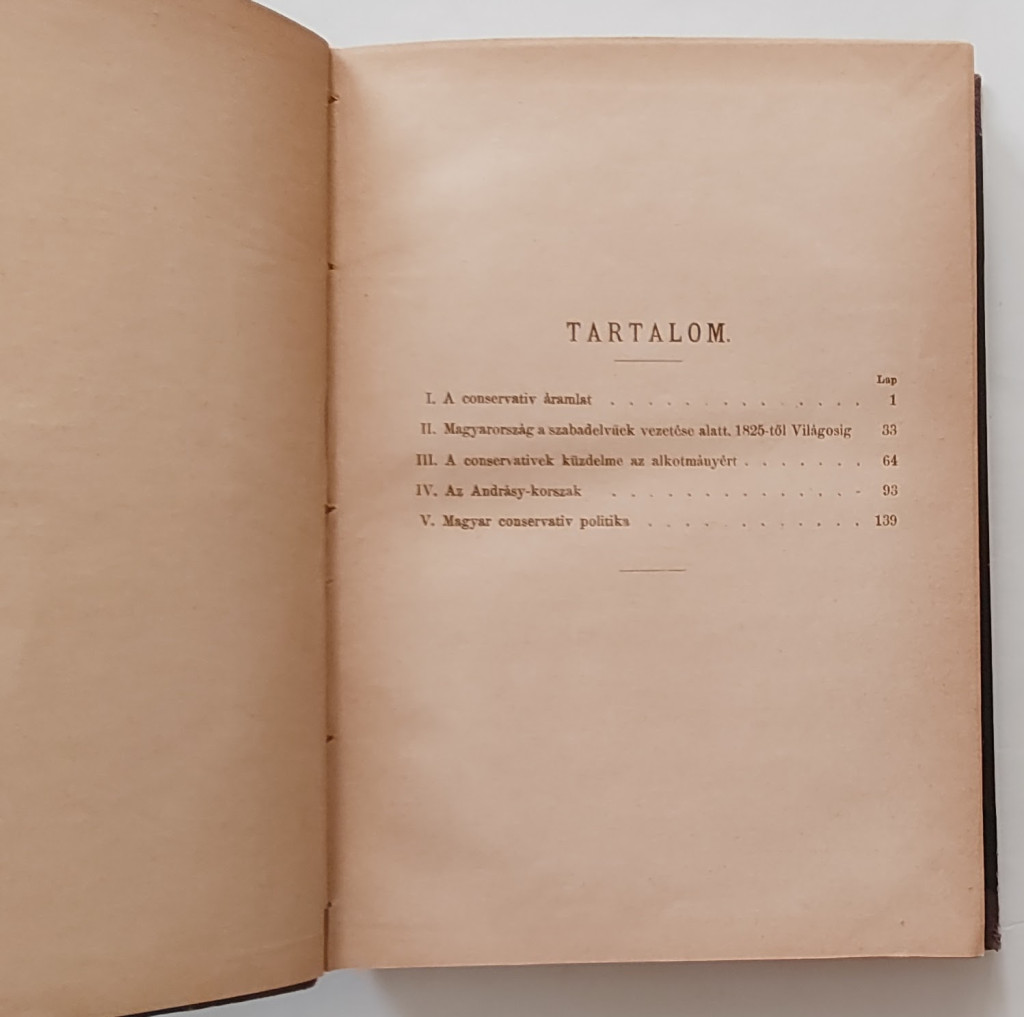 TARTALOM.
Lap
I. A conservativ áramlat . . . . . . . . . . . . . . 1
II. Magyarország a szabadelvűek vezetése alatt, 1825-től Világosig 33
III. A conservativek küzdelme az alkotmányért . . . . . . . 64
IV. Az Andrásy-korszak . . . . . . . . . . . . . . 93
V. Magyar conservativ politika . . . . . . . . . . . . 139